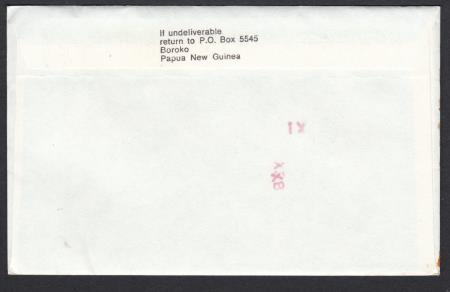 If undeliverable
return to P.O. Box 5545
Boroko
Papua New Guinea